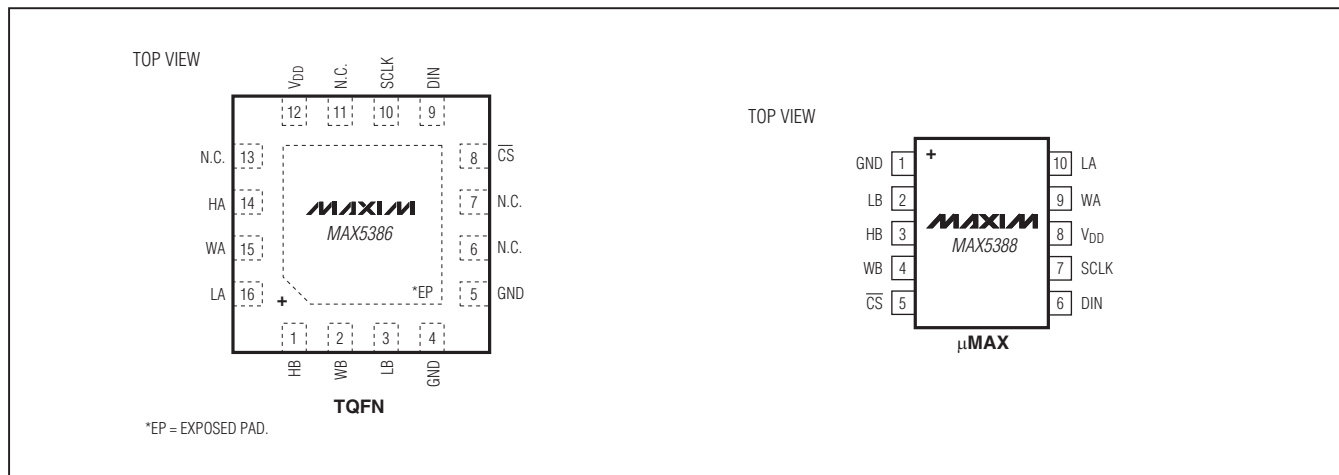 TOP VIEW
VDD
N.C.
SCLK
DIN
12
11
10
9
N.C. 13
HA 14
WA 15
LA 16
8 CS
7 N.C.
6 N.C.
5 GND
MAXIM
MAX5386
*EP
+
1
2
3
4
HB
WB
LB
GND
TQFN
*EP = EXPOSED PAD.
TOP VIEW
+
GND 1
LB 2
HB 3
WB 4
CS 5
MAXIM
MAX5388
10 LA
9 WA
8 VDD
7 SCLK
6 DIN
µMAX